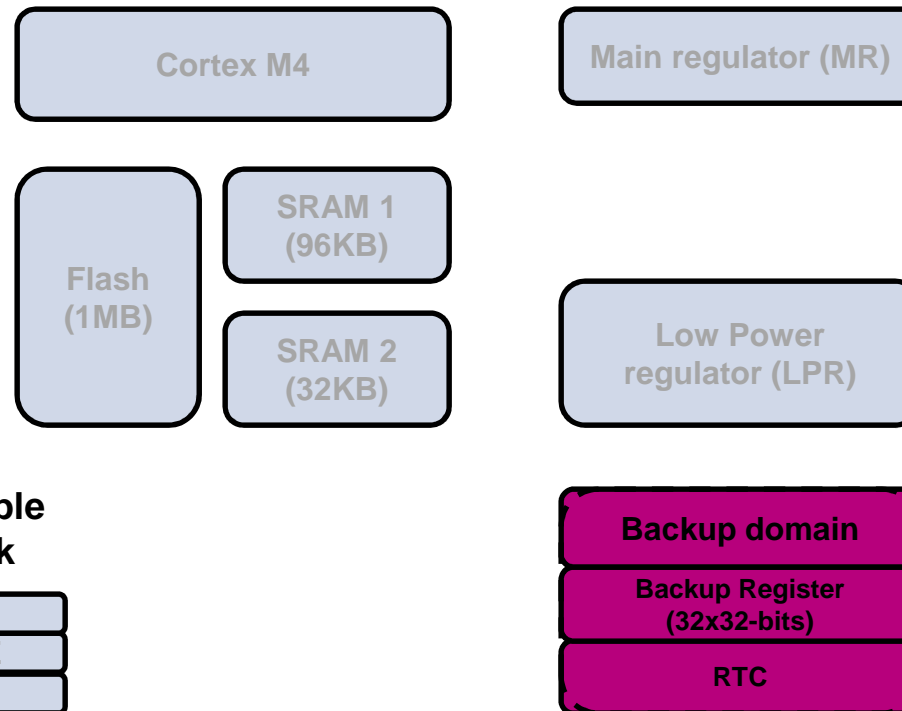 Cortex M4
Main regulator (MR)
Flash
(1MB)
SRAM 1
(96KB)
SRAM 2
(32KB)
Low Power
regulator (LPR)
Backup domain
Backup Register
(32x32-bits)
RTC